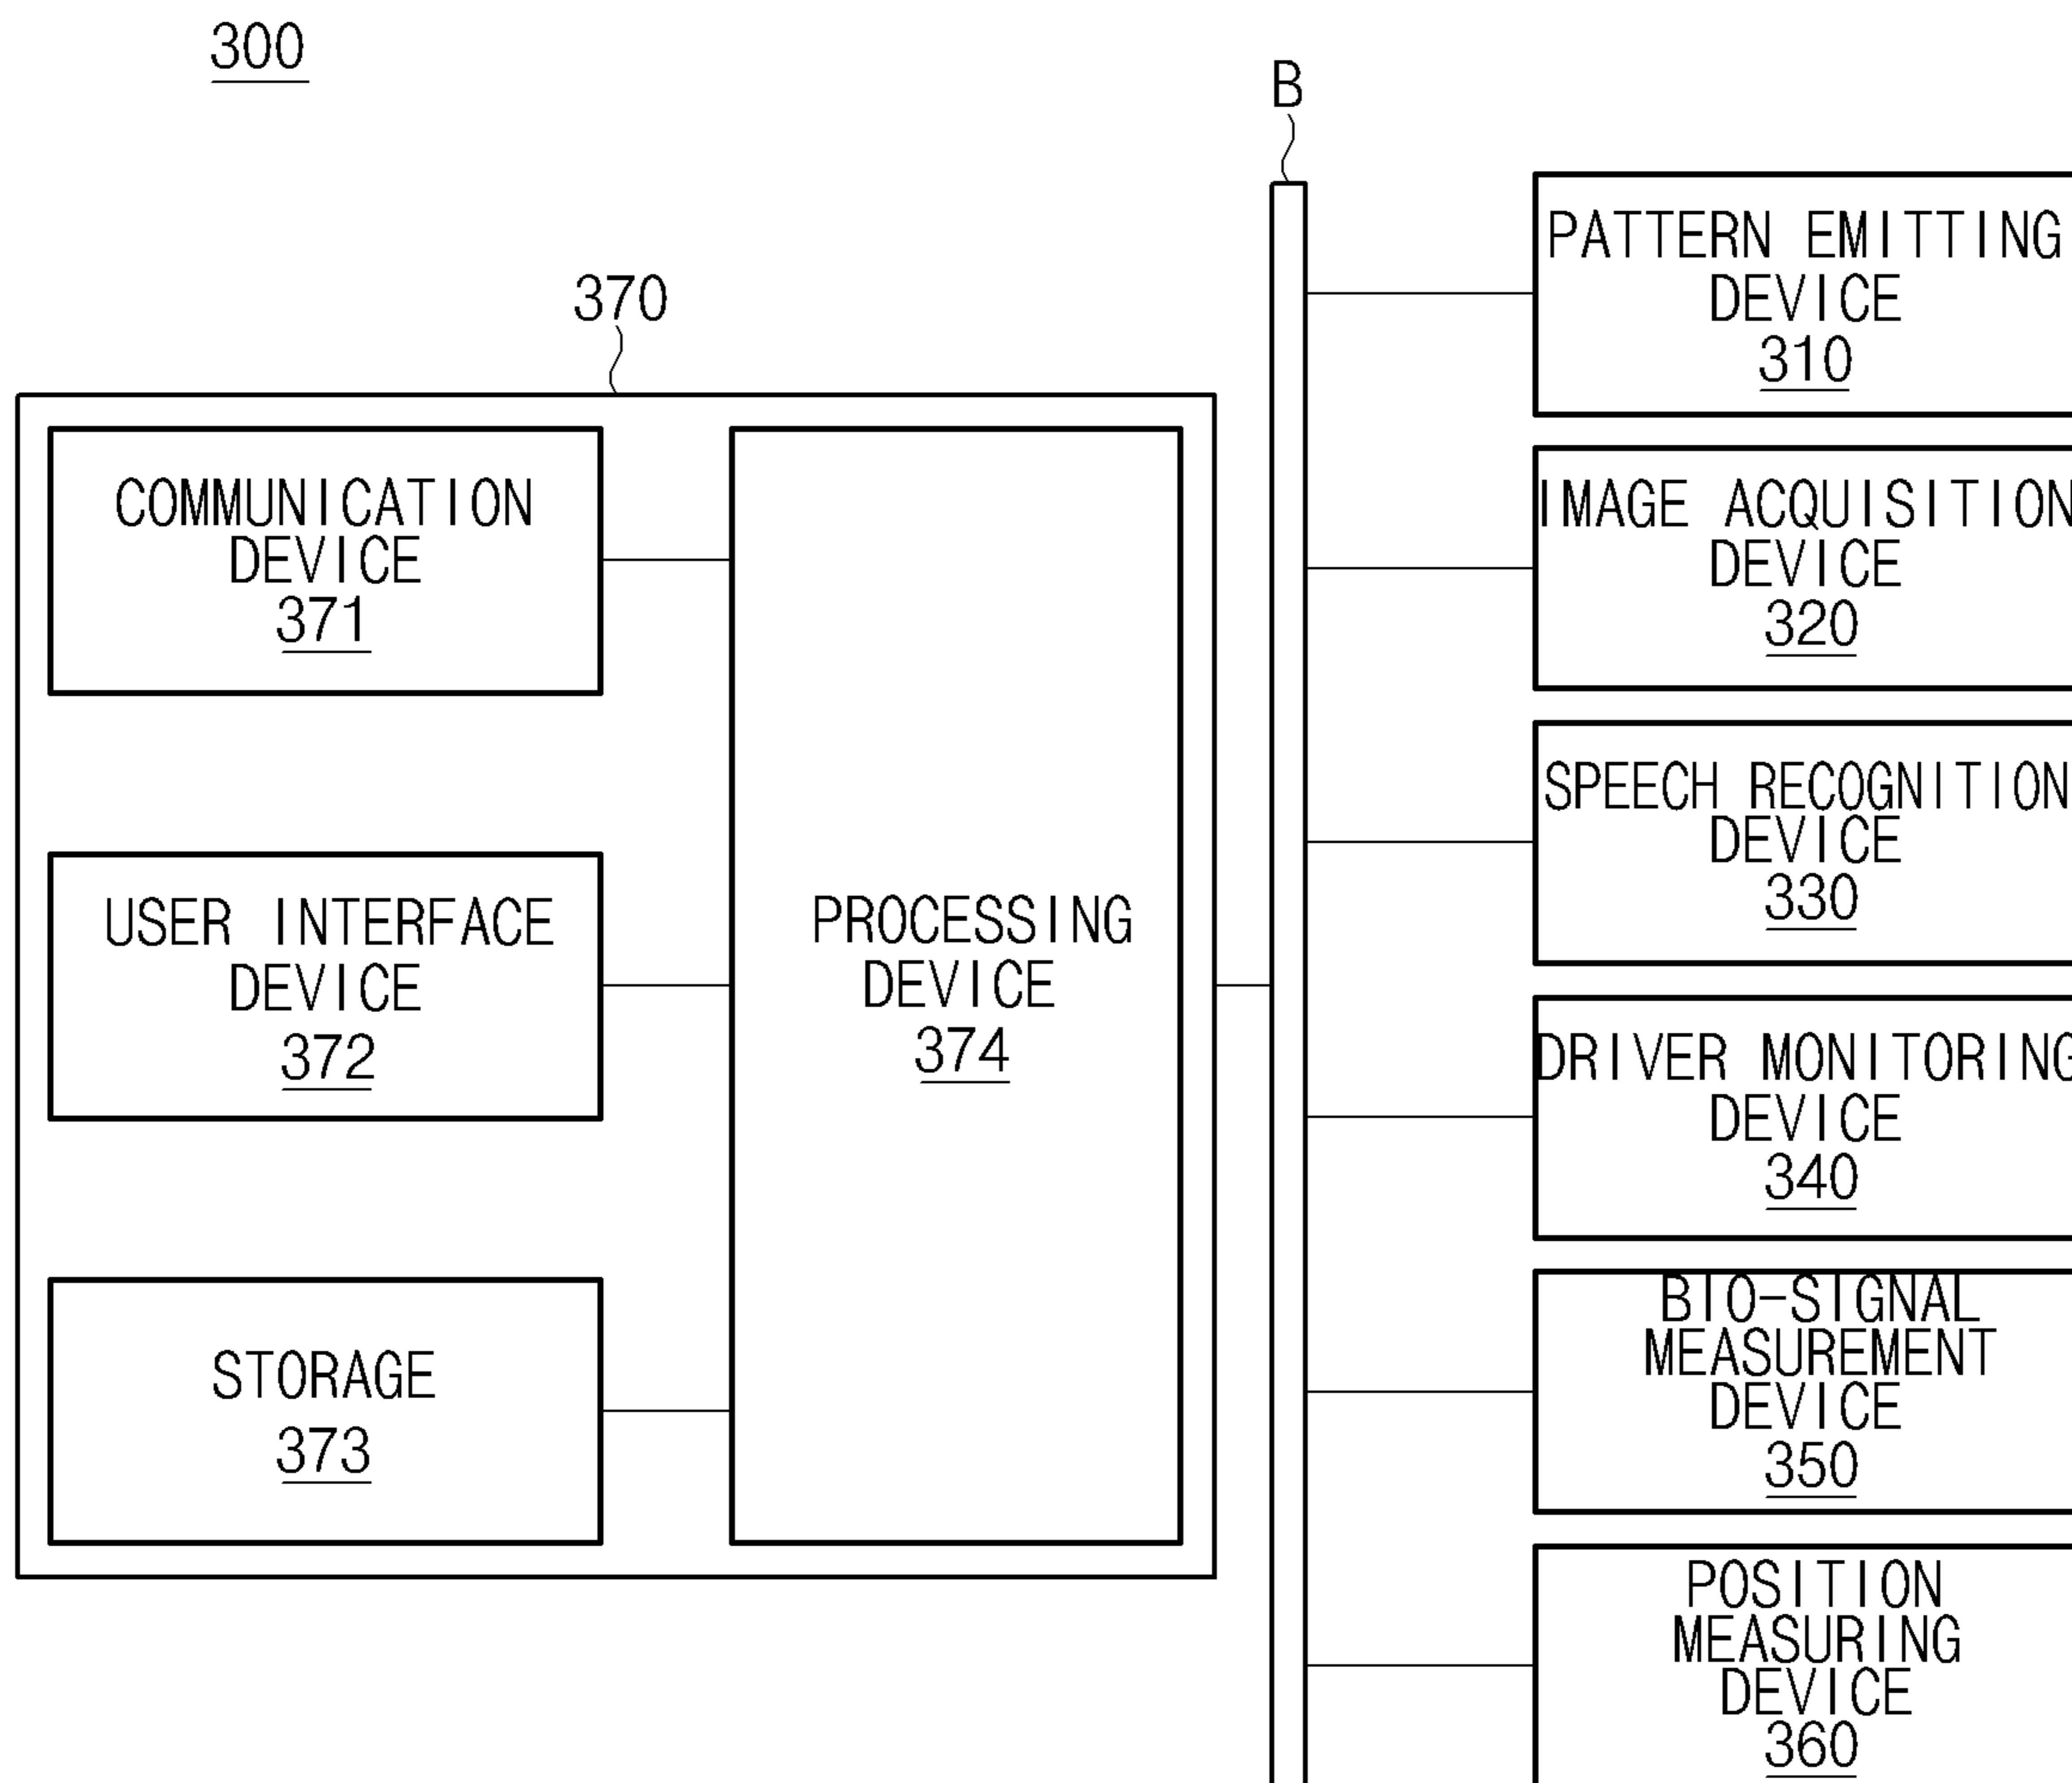 300
B
370
COMMUNICATION
DEVICE
371
USER INTERFACE
DEVICE
372
STORAGE
373
PROCESSING
DEVICE
374
PATTERN EMITTING
DEVICE
310
IMAGE ACQUISITION
DEVICE
320
SPEECH RECOGNITION
DEVICE
330
DRIVER MONITORING
DEVICE
340
BIO-SIGNAL
MEASUREMENT
DEVICE
350
POSITION
MEASURING
DEVICE
360